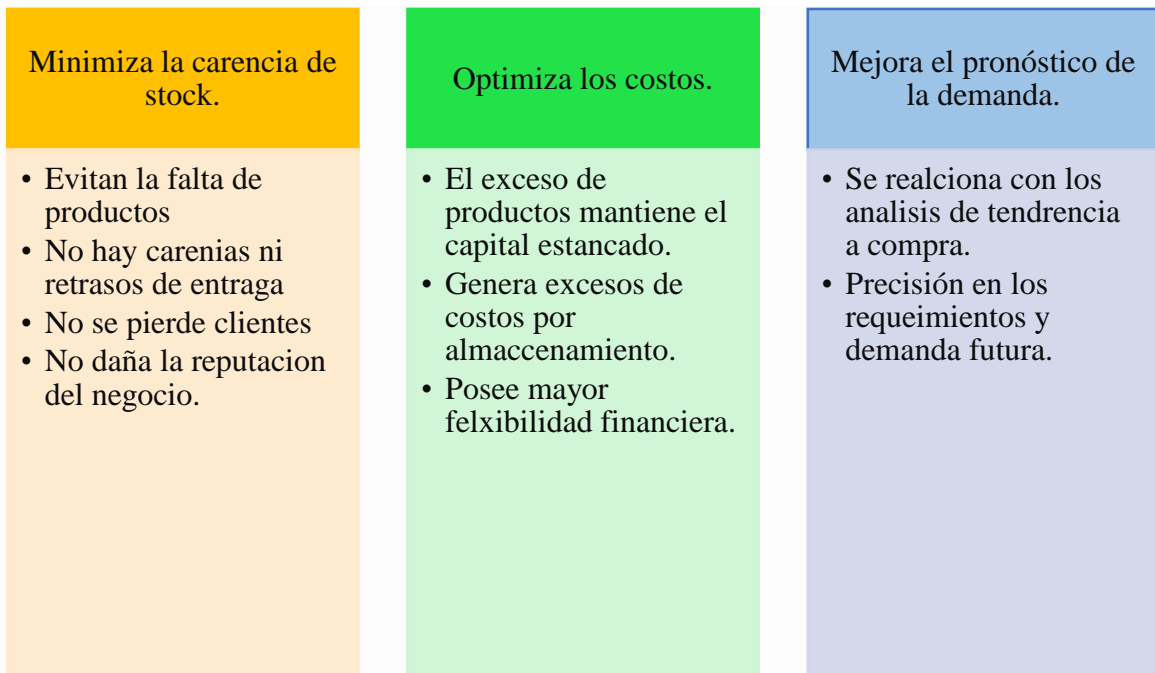 Minimiza la carencia de
stock.
• Evitan la falta de
productos
• No hay carenias ni
retrasos de entraga
• No se pierde clientes
• No daña la reputacion
del negocio.
Optimiza los costos.
• El exceso de
productos mantiene el
capital estancado.
• Genera excesos de
costos por
almaccenamiento.
• Posee mayor
felxibilidad financiera.
Mejora el pronóstico de
la demanda.
• Se realciona con los
analisis de tendrencia
a compra.
• Precisión en los
requeimientos y
demanda futura.